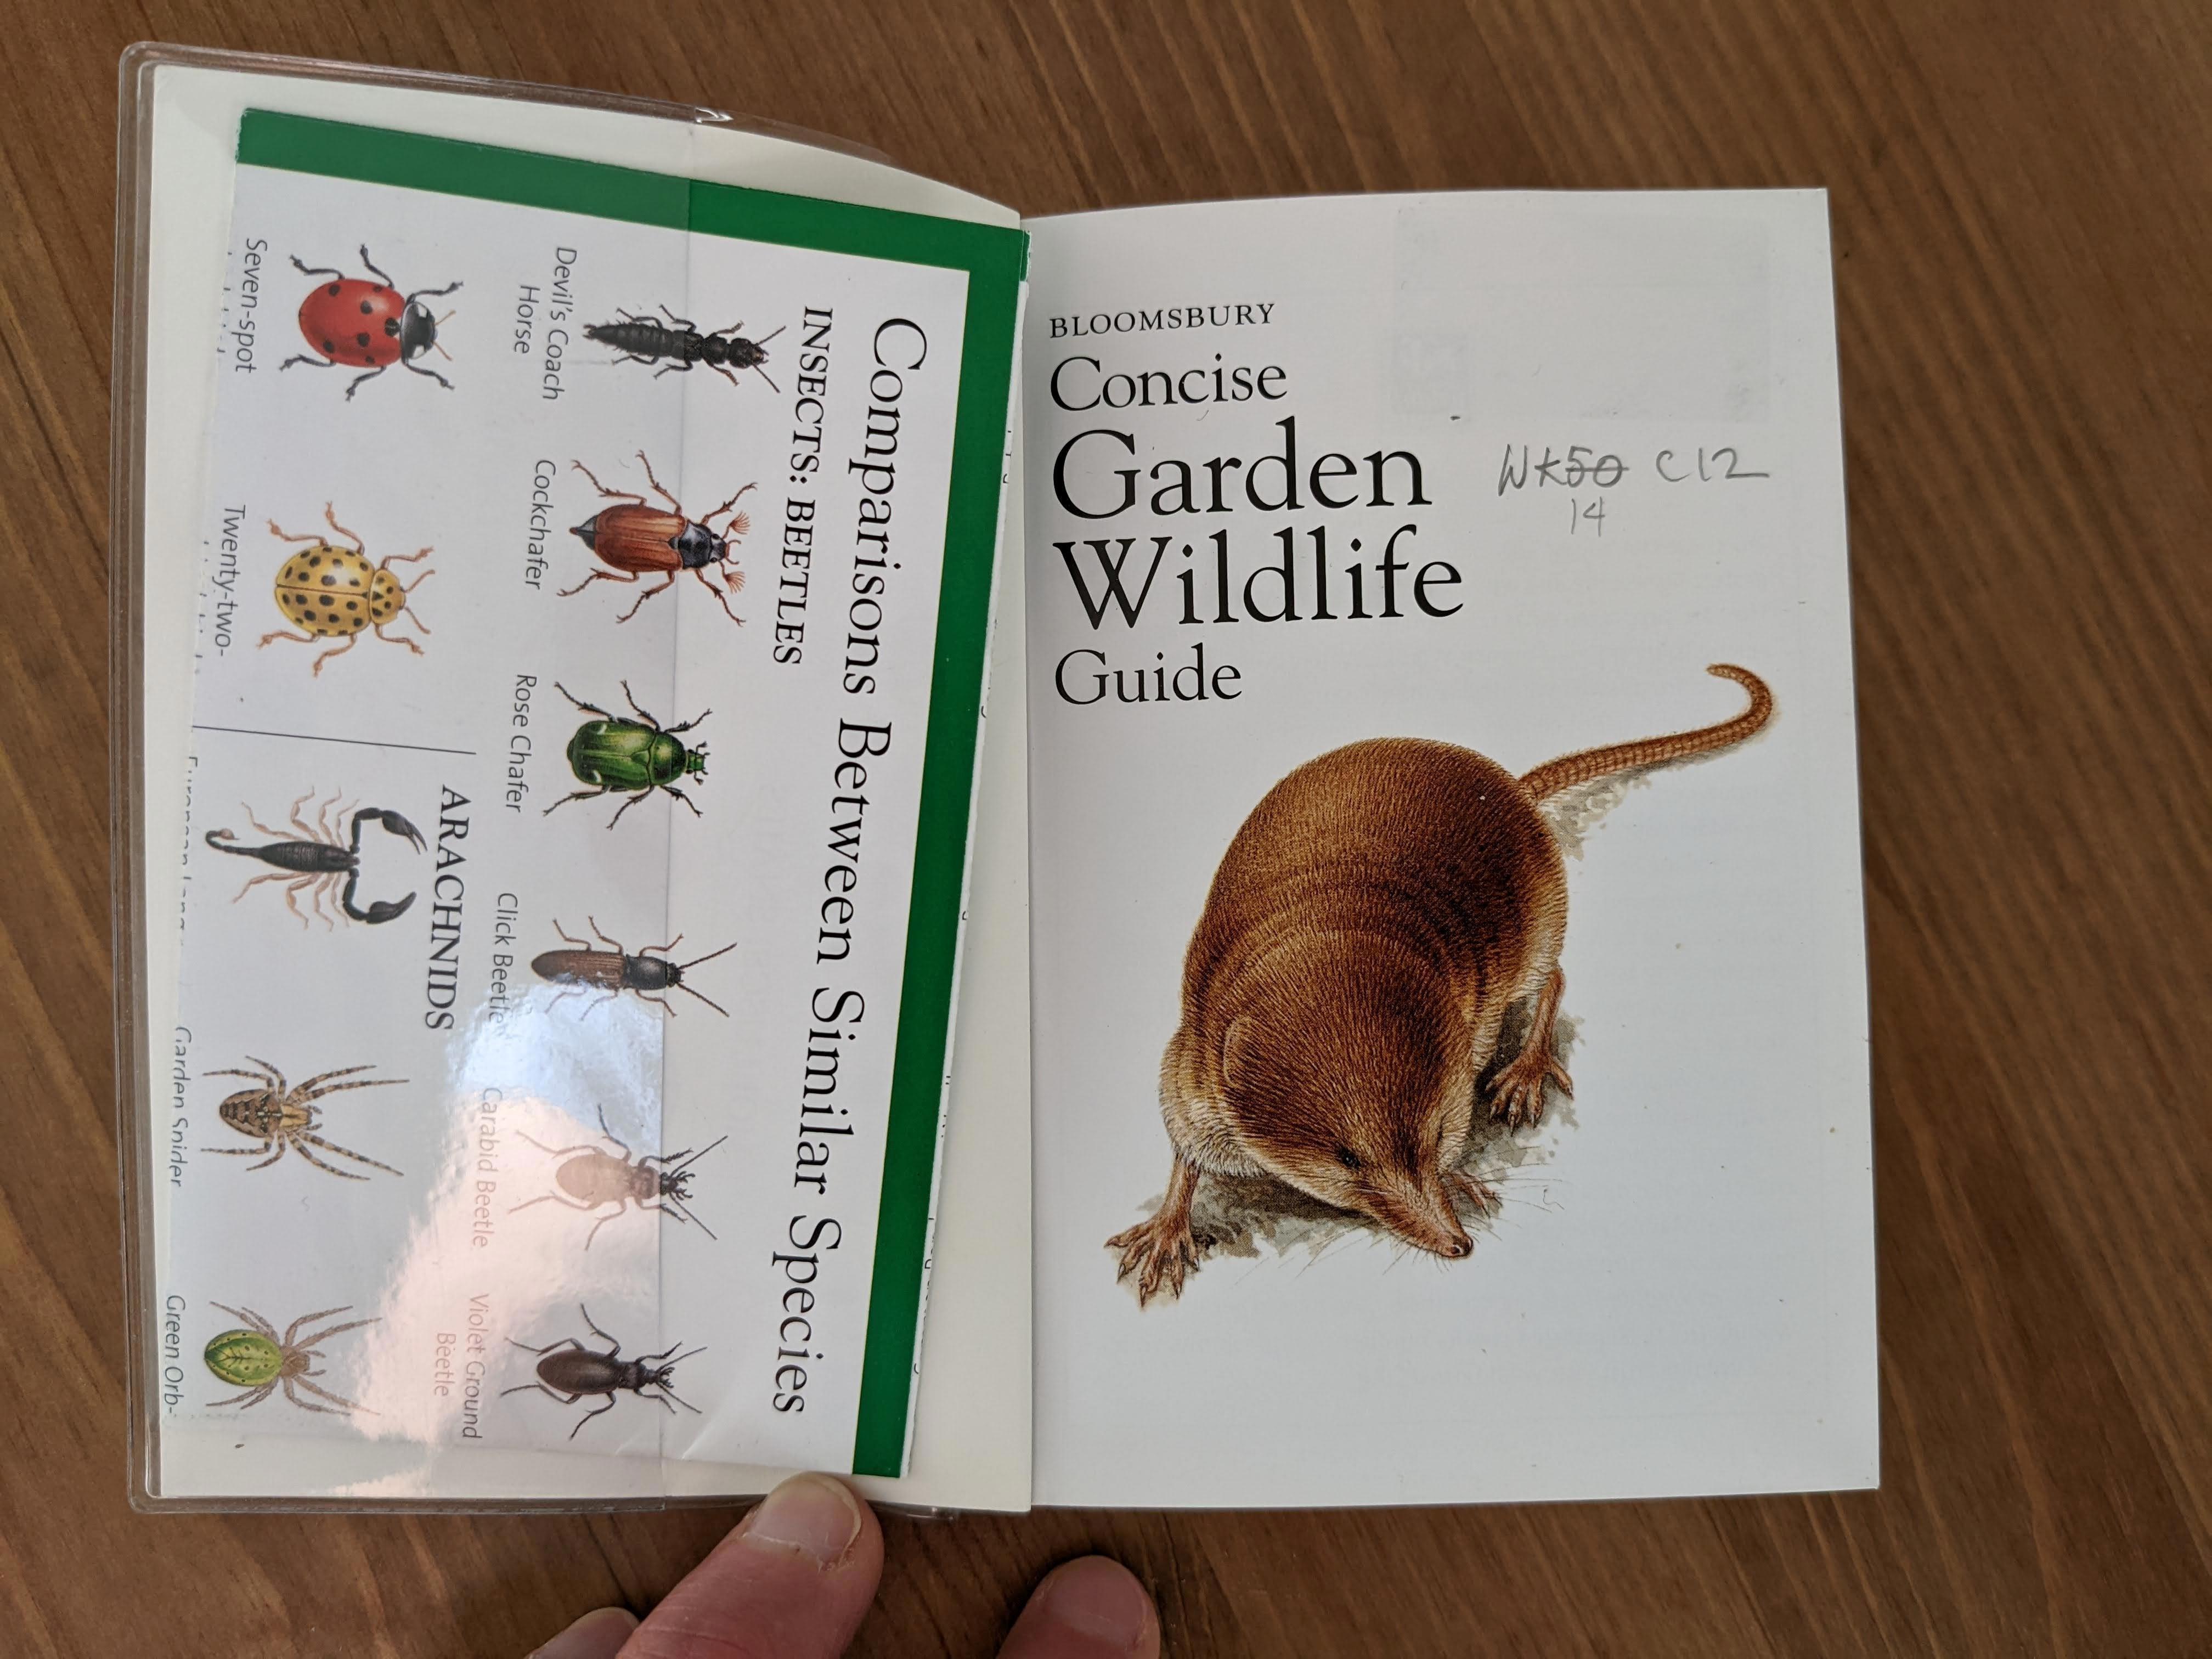 Comparisons Between Similar Species
INSECTS: BEETLES
Devil's Coach
Horse
Cockchafer
Rose Chafer
Click Beetle
Carabid Beetle
Violet Ground
Beetle
Seven-spot
Twenty-two-
ARACHNIDS
Garden Spider
Green Orb-
BLOOMSBURY
Concise
Garden
Wildlife
Guide
WK50 C12
14